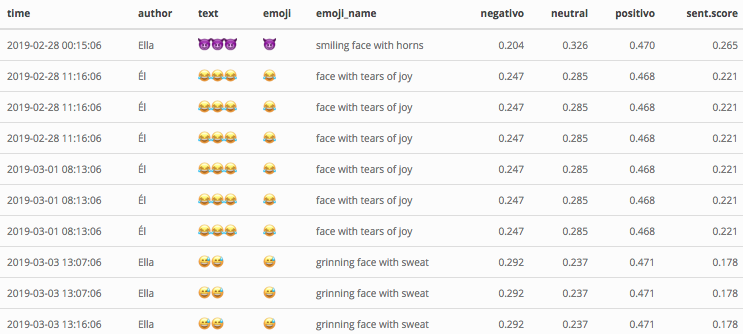 time author text emoji emoji_name negativo neutral positivo sent.score
2019-02-28 00:15:06 Ella 😈😈😈 😈 smiling face with horns 0.204 0.326 0.470 0.265
2019-02-28 11:16:06 Él 😂😂😂 😂 face with tears of joy 0.247 0.285 0.468 0.221
2019-02-28 11:16:06 Él 😂😂😂 😂 face with tears of joy 0.247 0.285 0.468 0.221
2019-02-28 11:16:06 Él 😂😂😂 😂 face with tears of joy 0.247 0.285 0.468 0.221
2019-03-01 08:13:06 Él 😂😂😂 😂 face with tears of joy 0.247 0.285 0.468 0.221
2019-03-01 08:13:06 Él 😂😂😂 😂 face with tears of joy 0.247 0.285 0.468 0.221
2019-03-01 08:13:06 Él 😂😂😂 😂 face with tears of joy 0.247 0.285 0.468 0.221
2019-03-03 13:07:06 Ella 😅😅 😅 grinning face with sweat 0.292 0.237 0.471 0.178
2019-03-03 13:07:06 Ella 😅😅 😅 grinning face with sweat 0.292 0.237 0.471 0.178
2019-03-03 13:16:06 Ella 😅😅 😅 grinning face with sweat 0.292 0.237 0.471 0.178